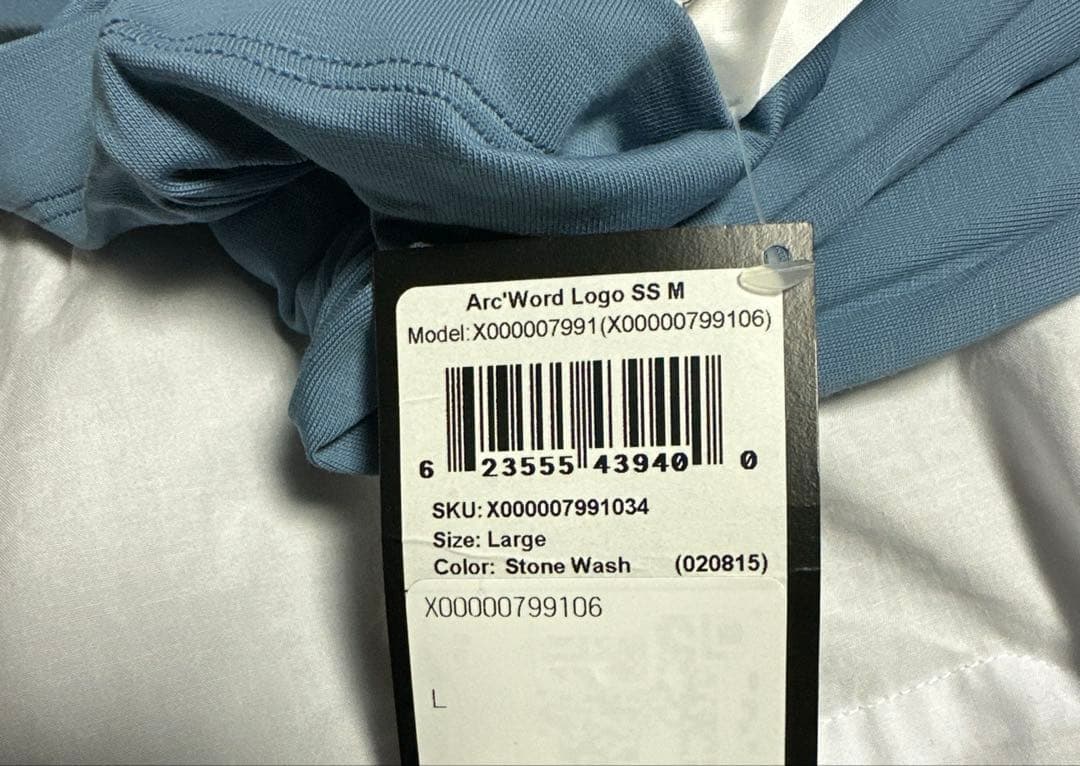 Arc'Word Logo SS M
Model:X000007991(X00000799106)
6 23555 43940 0
SKU: X000007991034
Size: Large
Color: Stone Wash (020815)
X00000799106
L